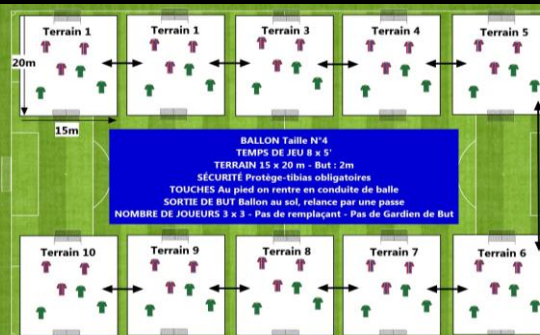 Terrain 1
Terrain 1
Terrain 3
Terrain 4
Terrain 5
20m
15m
BALLON Taille N°4
TEMPS DE JEU 8 x 5'
TERRAIN 15 x 20 m - But : 2m
SÉCURITÉ Protège-tibias obligatoires
TOUCHES Au pied on rentre en conduite de balle
SORTIE DE BUT Ballon au sol, relance par une passe
NOMBRE DE JOUEURS 3 x 3 - Pas de remplaçant - Pas de Gardien de But
Terrain 10
Terrain 9
Terrain 8
Terrain 7
Terrain 6